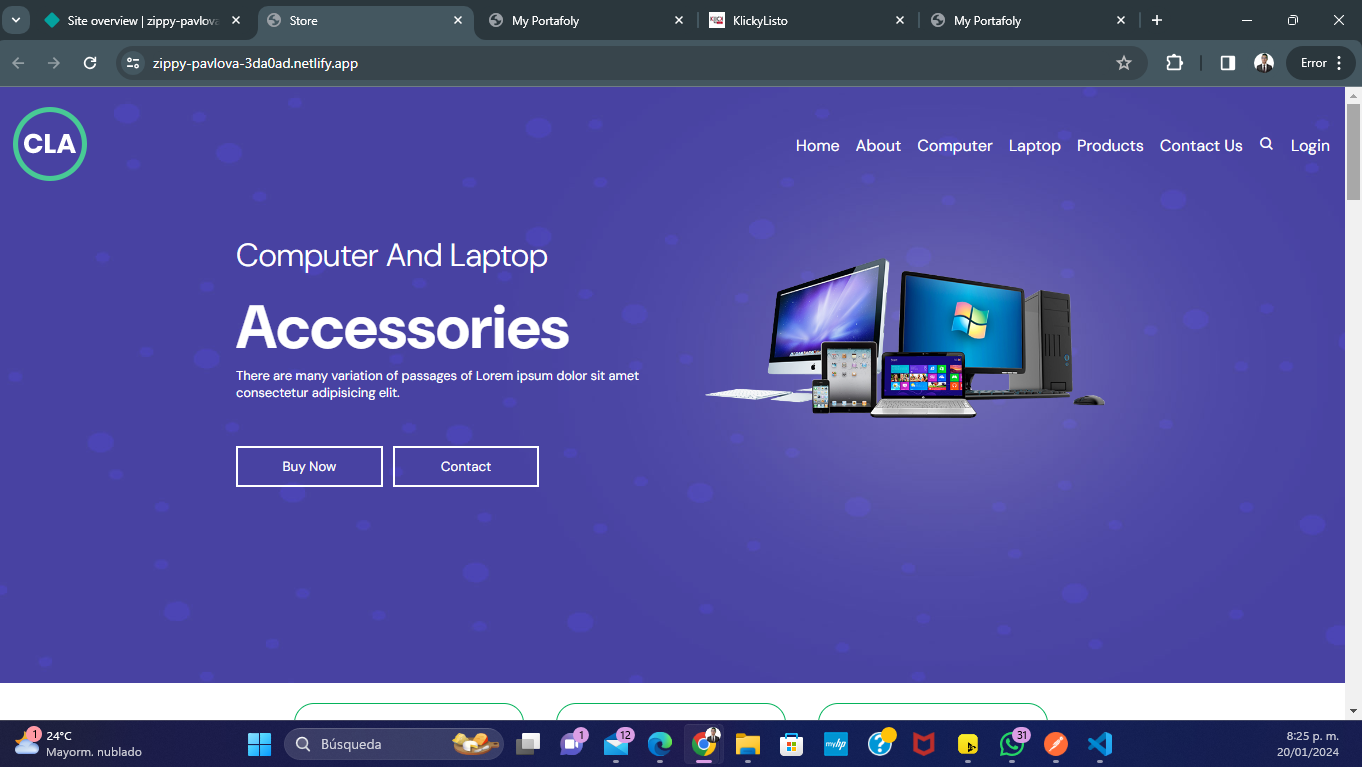 Site overview | zippy-pavlova
Store
My Portafoly
KlickyListo
My Portafoly
zippy-pavlova-3da0ad.netlify.app
Error
CLA
Home About Computer Laptop Products Contact Us Login
Computer And Laptop
Accessories
There are many variation of passages of Lorem ipsum dolor sit amet
consectetur adipisicing elit.
Buy Now Contact
1
24°C
Mayorm. nublado
Búsqueda
1
12
myhp
31
8:25 p. m.
20/01/2024